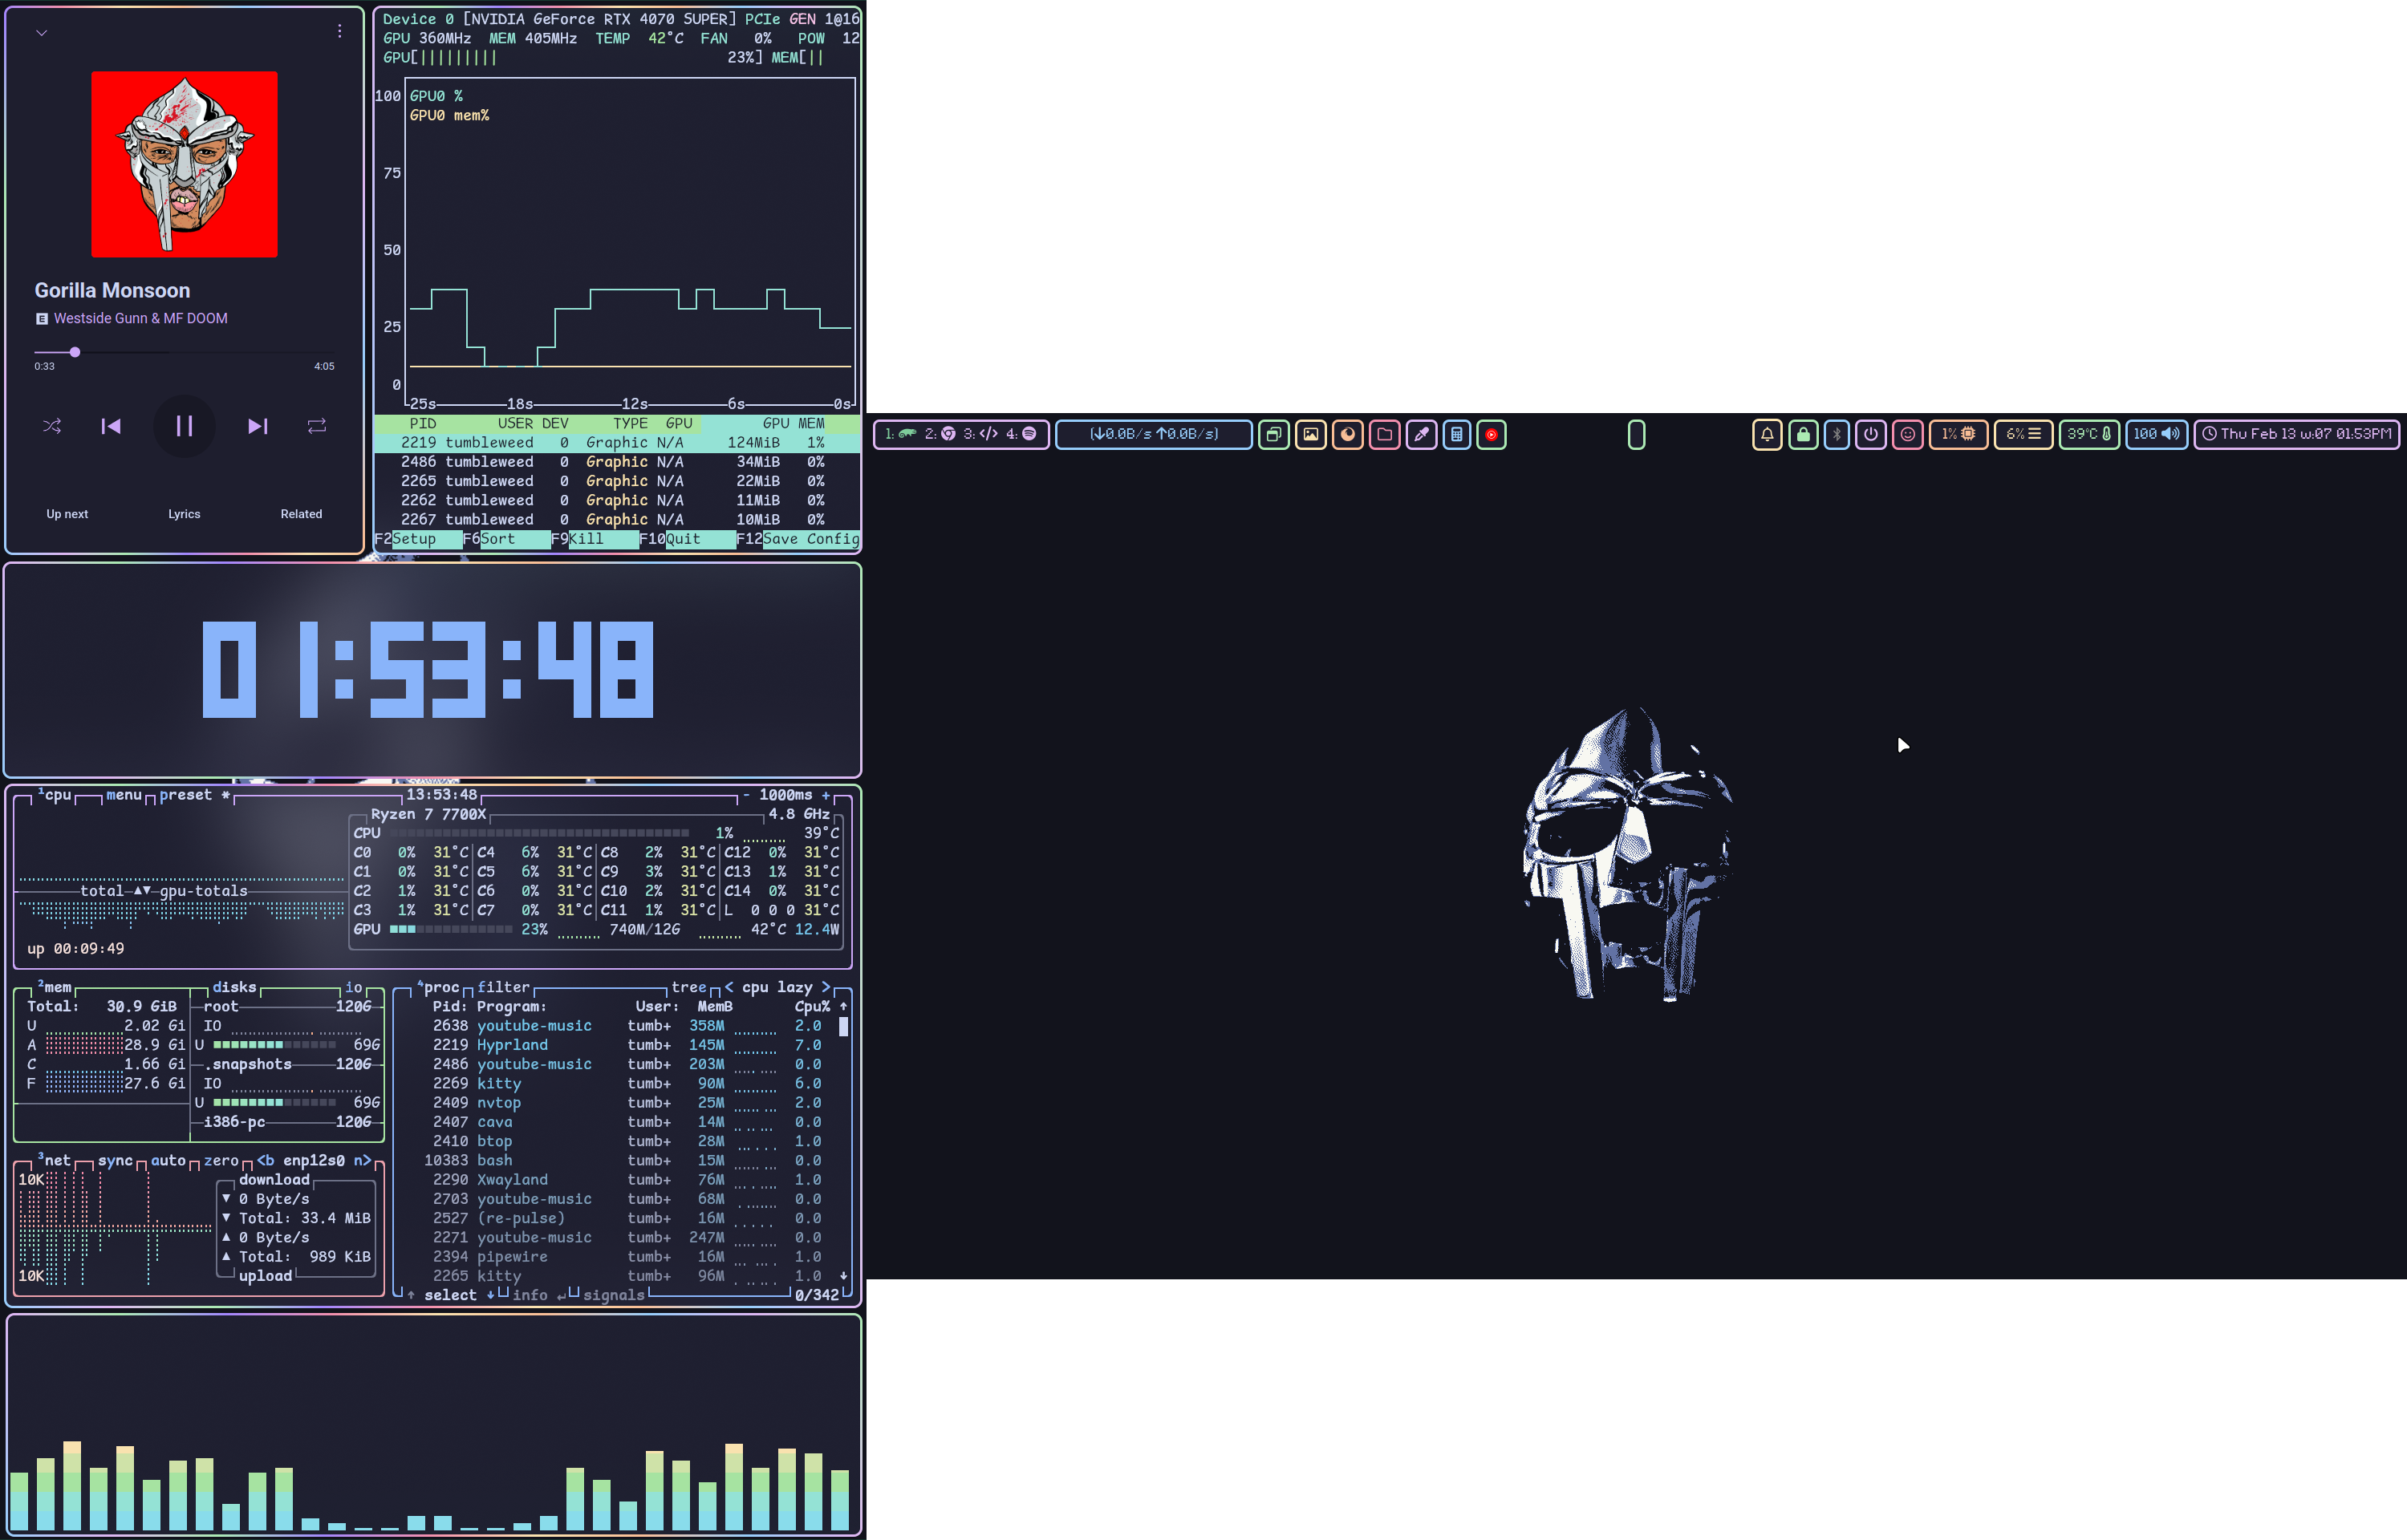 Gorilla Monsoon
E Westside Gunn & MF DOOM
0:33 4:05
Up next Lyrics Related
Device 0 [NVIDIA GeForce RTX 4070 SUPER] PCIe GEN 1@16
GPU 360MHz MEM 405MHz TEMP 42°C FAN 0% POW 12
GPU[||||||||| 23%] MEM[||
100 GPU0 %
GPU0 mem%
75
50
25
0
25s 18s 12s 6s 0s
PID USER DEV TYPE GPU GPU MEM
2219 tumbleweed 0 Graphic N/A 124MiB 1%
2486 tumbleweed 0 Graphic N/A 34MiB 0%
2265 tumbleweed 0 Graphic N/A 22MiB 0%
2262 tumbleweed 0 Graphic N/A 11MiB 0%
2267 tumbleweed 0 Graphic N/A 10MiB 0%
F2Setup F6Sort F9Kill F10Quit F12Save Config
01:53:48
1cpu menu preset * 13:53:48 - 1000ms +
Ryzen 7 7700X 4.8 GHz
CPU 1% 39°C
C0 0% 31°C C4 6% 31°C C8 2% 31°C C12 0% 31°C
C1 0% 31°C C5 6% 31°C C9 3% 31°C C13 1% 31°C
total ▲▼ gpu-totals C2 1% 31°C C6 0% 31°C C10 2% 31°C C14 0% 31°C
C3 1% 31°C C7 0% 31°C C11 1% 31°C L 0 0 0 31°C
GPU 23% 740M/12G 42°C 12.4W
up 00:09:49
2mem disks io
Total: 30.9 GiB root 120G
U 2.02 Gi IO
A 28.9 Gi U 69G
C 1.66 Gi .snapshots 120G
F 27.6 Gi IO
U 69G
i386-pc 120G
3net sync auto zero <b enp12s0 n>
10K download
▼ 0 Byte/s
▼ Total: 33.4 MiB
▲ 0 Byte/s
▲ Total: 989 KiB
10K upload
4proc filter tree < cpu lazy >
Pid: Program: User: MemB Cpu% ↑
2638 youtube-music tumb+ 358M 2.0
2219 Hyprland tumb+ 145M 7.0
2486 youtube-music tumb+ 203M 0.0
2269 kitty tumb+ 90M 6.0
2409 nvtop tumb+ 25M 2.0
2407 cava tumb+ 14M 0.0
2410 btop tumb+ 28M 1.0
10383 bash tumb+ 15M 0.0
2290 Xwayland tumb+ 76M 1.0
2703 youtube-music tumb+ 68M 0.0
2527 (re-pulse) tumb+ 16M 0.0
2271 youtube-music tumb+ 247M 0.0
2394 pipewire tumb+ 16M 1.0
2265 kitty tumb+ 96M 1.0 ↓
↑ select ↓ info ↵ signals 0/342
1: 2: 3: </> 4: (↓0.0B/s ↑0.0B/s) 1% 6% 39°C 100 Thu Feb 13 w:07 01:53PM